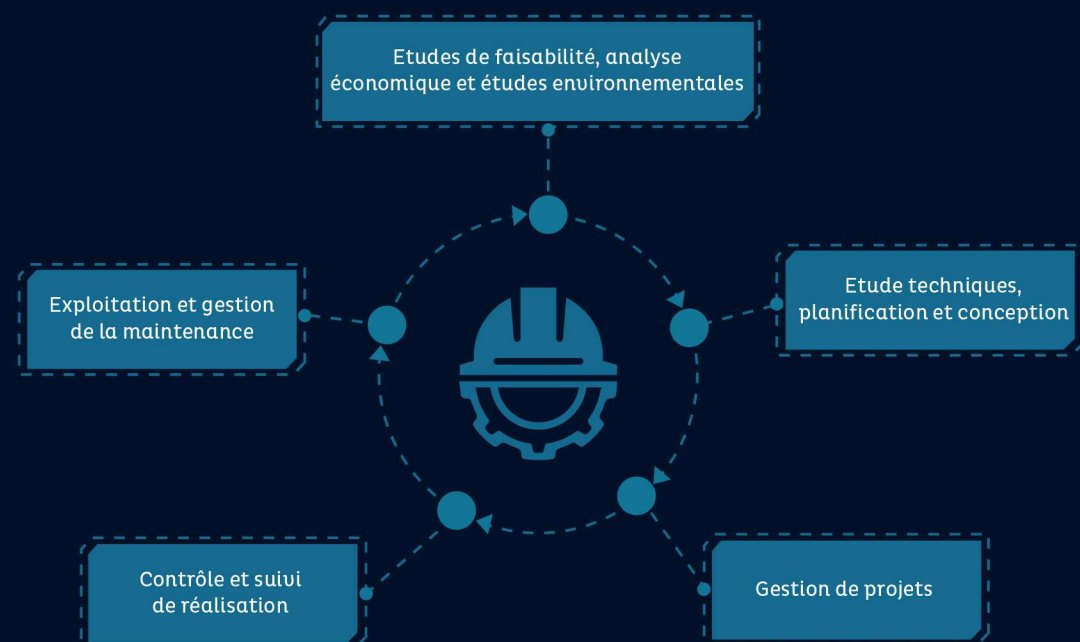 Etudes de faisabilité, analyse
économique et études environnementales
Etude techniques,
planification et conception
Gestion de projets
Contrôle et suivi
de réalisation
Exploitation et gestion
de la maintenance